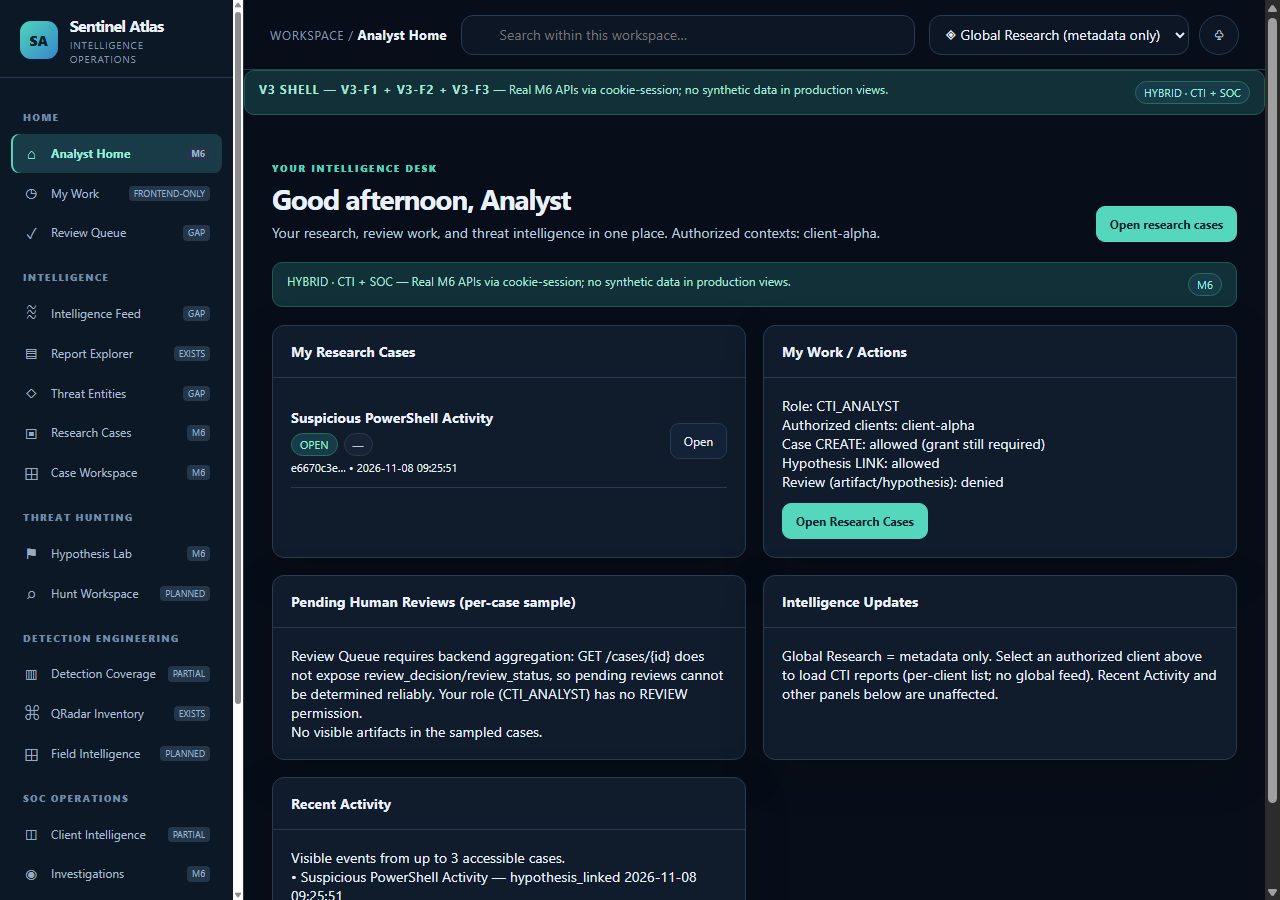 SA
Sentinel Atlas
INTELLIGENCE
OPERATIONS
HOME
Analyst Home M6
My Work FRONTEND-ONLY
Review Queue GAP
INTELLIGENCE
Intelligence Feed GAP
Report Explorer EXISTS
Threat Entities GAP
Research Cases M6
Case Workspace M6
THREAT HUNTING
Hypothesis Lab M6
Hunt Workspace PLANNED
DETECTION ENGINEERING
Detection Coverage PARTIAL
QRadar Inventory EXISTS
Field Intelligence PLANNED
SOC OPERATIONS
Client Intelligence PARTIAL
Investigations M6
WORKSPACE / Analyst Home
Search within this workspace...
◈ Global Research (metadata only)
V3 SHELL — V3-F1 + V3-F2 + V3-F3 — Real M6 APIs via cookie-session; no synthetic data in production views.
HYBRID · CTI + SOC
YOUR INTELLIGENCE DESK
Good afternoon, Analyst
Your research, review work, and threat intelligence in one place. Authorized contexts: client-alpha.
Open research cases
HYBRID · CTI + SOC — Real M6 APIs via cookie-session; no synthetic data in production views.
M6
My Research Cases
Suspicious PowerShell Activity
OPEN —
e6670c3e... • 2026-11-08 09:25:51
Open
My Work / Actions
Role: CTI_ANALYST
Authorized clients: client-alpha
Case CREATE: allowed (grant still required)
Hypothesis LINK: allowed
Review (artifact/hypothesis): denied
Open Research Cases
Pending Human Reviews (per-case sample)
Review Queue requires backend aggregation: GET /cases/{id} does
not expose review_decision/review_status, so pending reviews cannot
be determined reliably. Your role (CTI_ANALYST) has no REVIEW
permission.
No visible artifacts in the sampled cases.
Intelligence Updates
Global Research = metadata only. Select an authorized client above
to load CTI reports (per-client list; no global feed). Recent Activity and
other panels below are unaffected.
Recent Activity
Visible events from up to 3 accessible cases.
• Suspicious PowerShell Activity — hypothesis_linked 2026-11-08
09:25:51